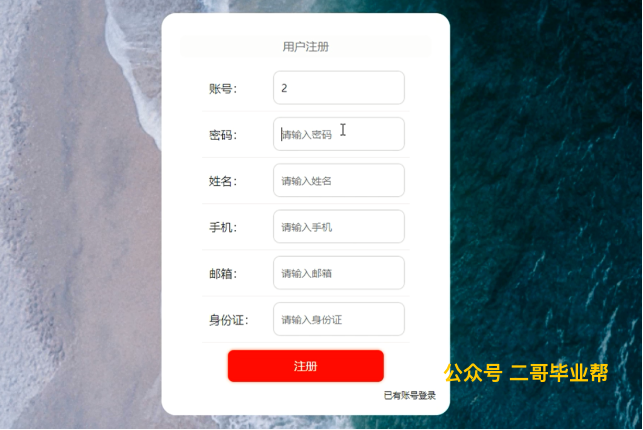 用户注册
账号： 2
密码： 请输入密码
姓名： 请输入姓名
手机： 请输入手机
邮箱： 请输入邮箱
身份证： 请输入身份证
注册
公众号 二哥毕业帮
已有账号登录